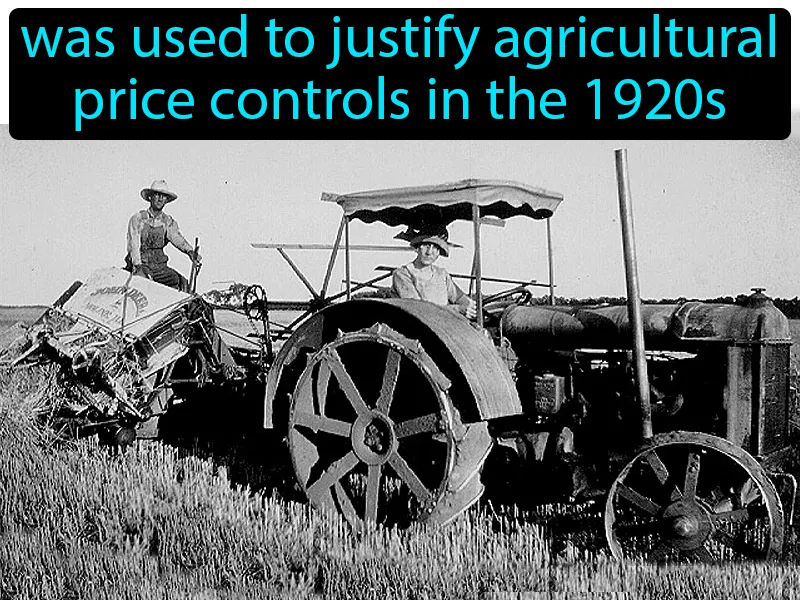 was used to justify agricultural
price controls in the 1920s